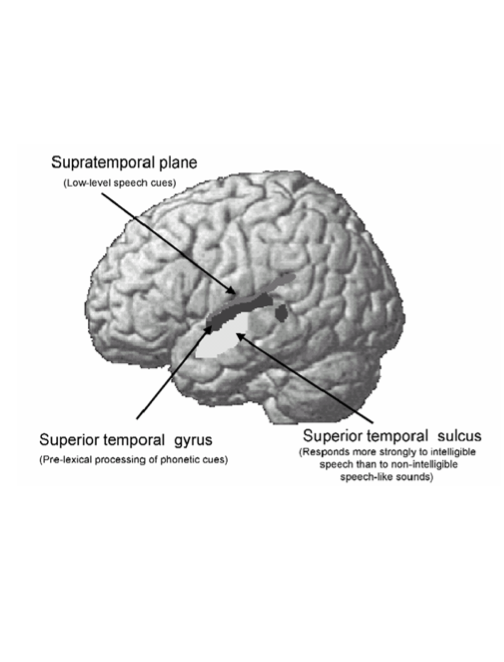 Supratemporal plane
(Low-level speech cues)
Superior temporal gyrus
(Pre-lexical processing of phonetic cues)
Superior temporal sulcus
(Responds more strongly to intelligible
speech than to non-intelligible
speech-like sounds)